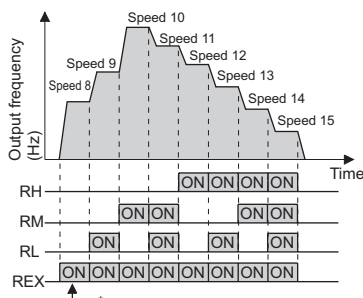 Speed 10
Speed 11
Speed 9
Speed 12
Speed 8
Speed 13
Speed 14
Speed 15
Output frequency
(Hz)
Time
RH ON ON ON ON
RM ON ON ON ON
RL ON ON ON ON
REX ON ON ON ON ON ON ON ON
*